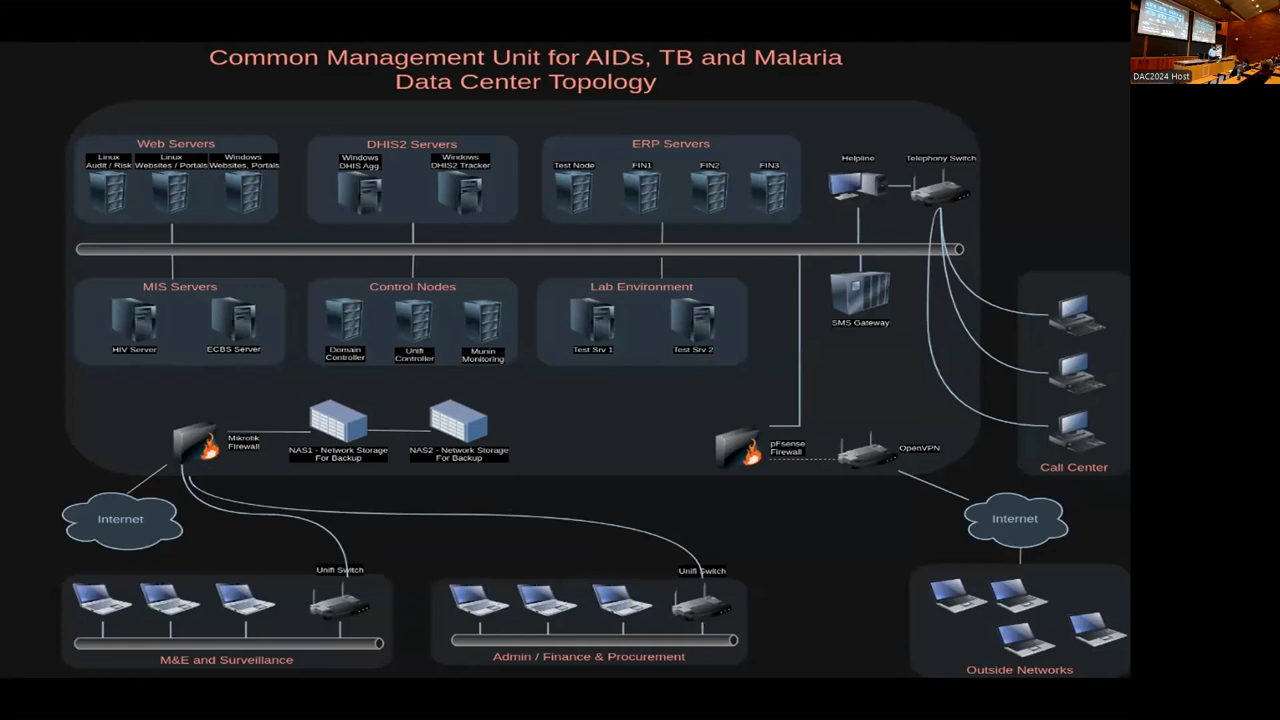 Common Management Unit for AIDs, TB and Malaria
Data Center Topology
DAC2024 Host
Web Servers
Linux
Audit / Risk
Linux
Websites / Portals
Windows
Websites, Portals
DHIS2 Servers
Windows
DHIS Agg
Windows
DHIS2 Tracker
ERP Servers
Test Node
FIN1
FIN2
FIN3
Helpline
Telephony Switch
MIS Servers
HIV Server
ECBS Server
Control Nodes
Domain
Controller
Unifi
Controller
Munin
Monitoring
Lab Environment
Test Srv 1
Test Srv 2
SMS Gateway
Call Center
Mikrotik
Firewall
NAS1 - Network Storage
For Backup
NAS2 - Network Storage
For Backup
pFsense
Firewall
OpenVPN
Internet
Internet
Unifi Switch
M&E and Surveillance
Unifi Switch
Admin / Finance & Procurement
Outside Networks